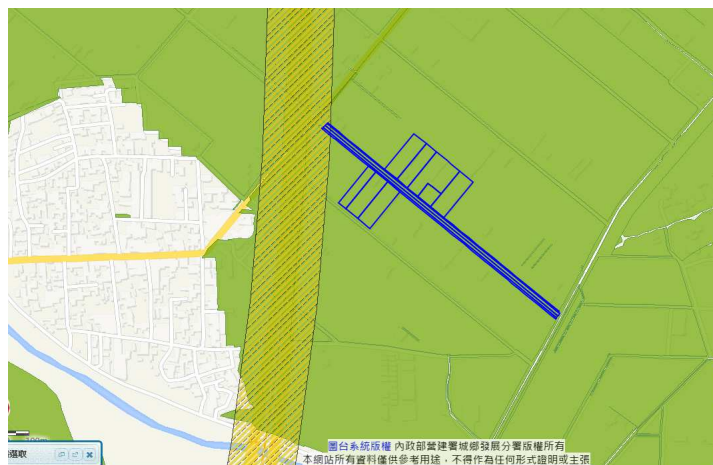 選取
圖台系統版權 內政部營建署城鄉發展分署版權所有
本網站所有資料僅供參考用途，不得作為任何形式證明或主張